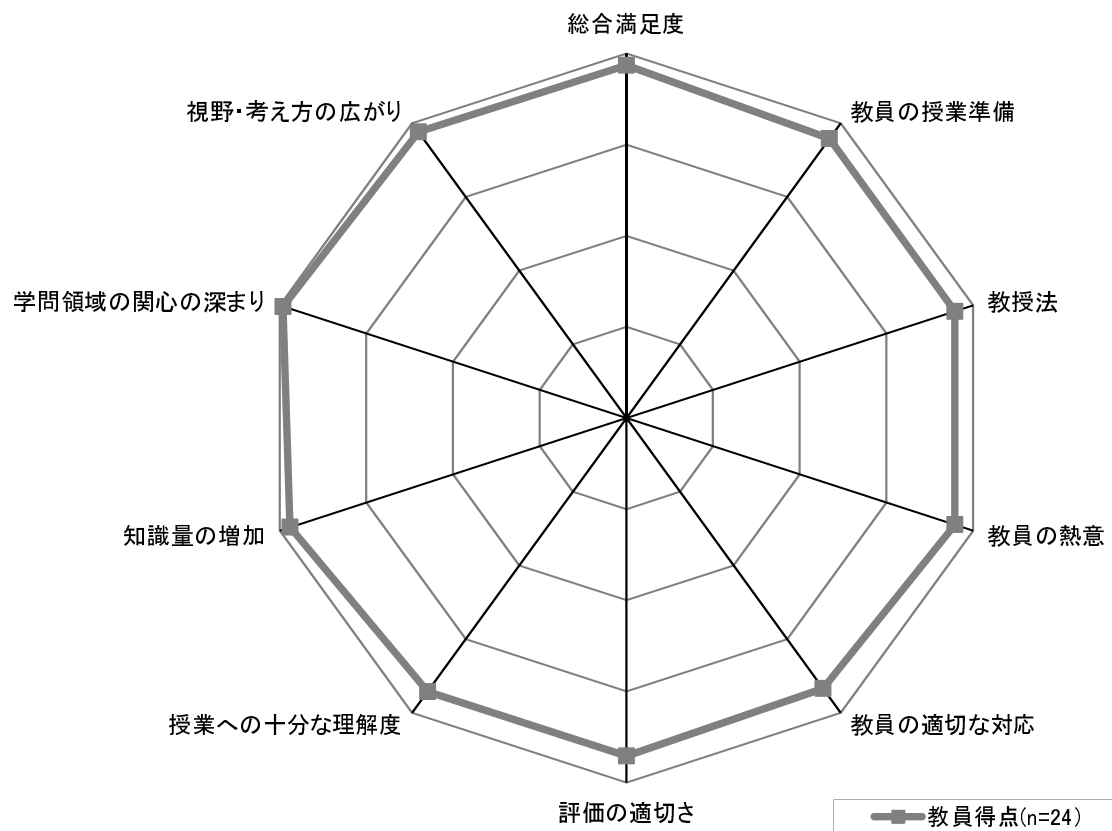 総合満足度
視野・考え方の広がり
教員の授業準備
学問領域の関心の深まり
教授法
知識量の増加
教員の熱意
授業への十分な理解度
教員の適切な対応
評価の適切さ
教員得点(n=24)